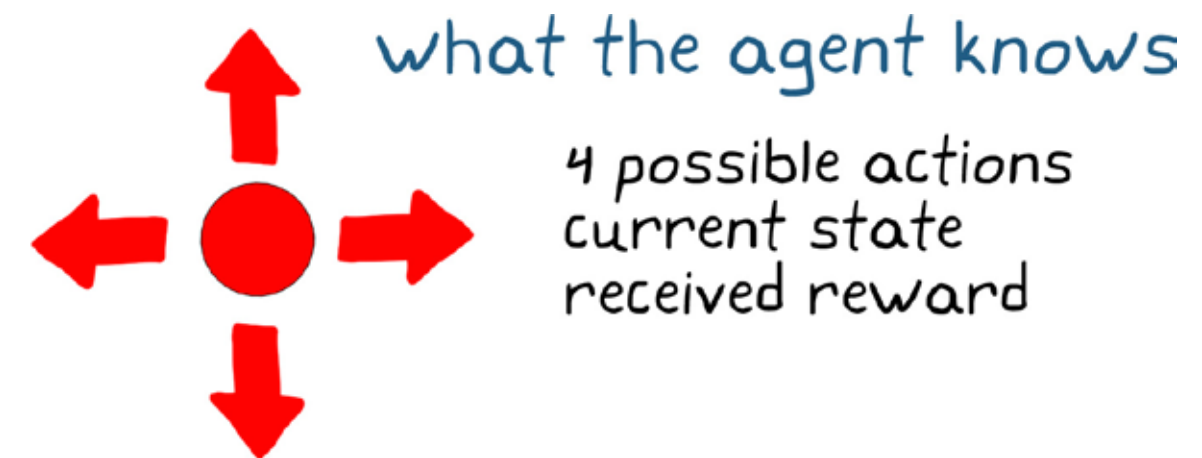 what the agent knows
4 possible actions
current state
received reward